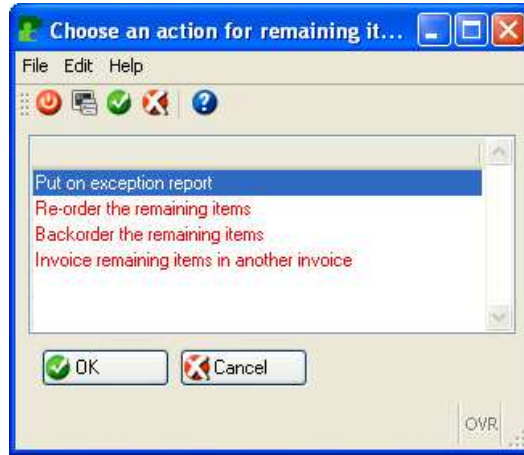 Choose an action for remaining it...
File Edit Help
Put on exception report
Re-order the remaining items
Backorder the remaining items
Invoice remaining items in another invoice
OK Cancel
OVR